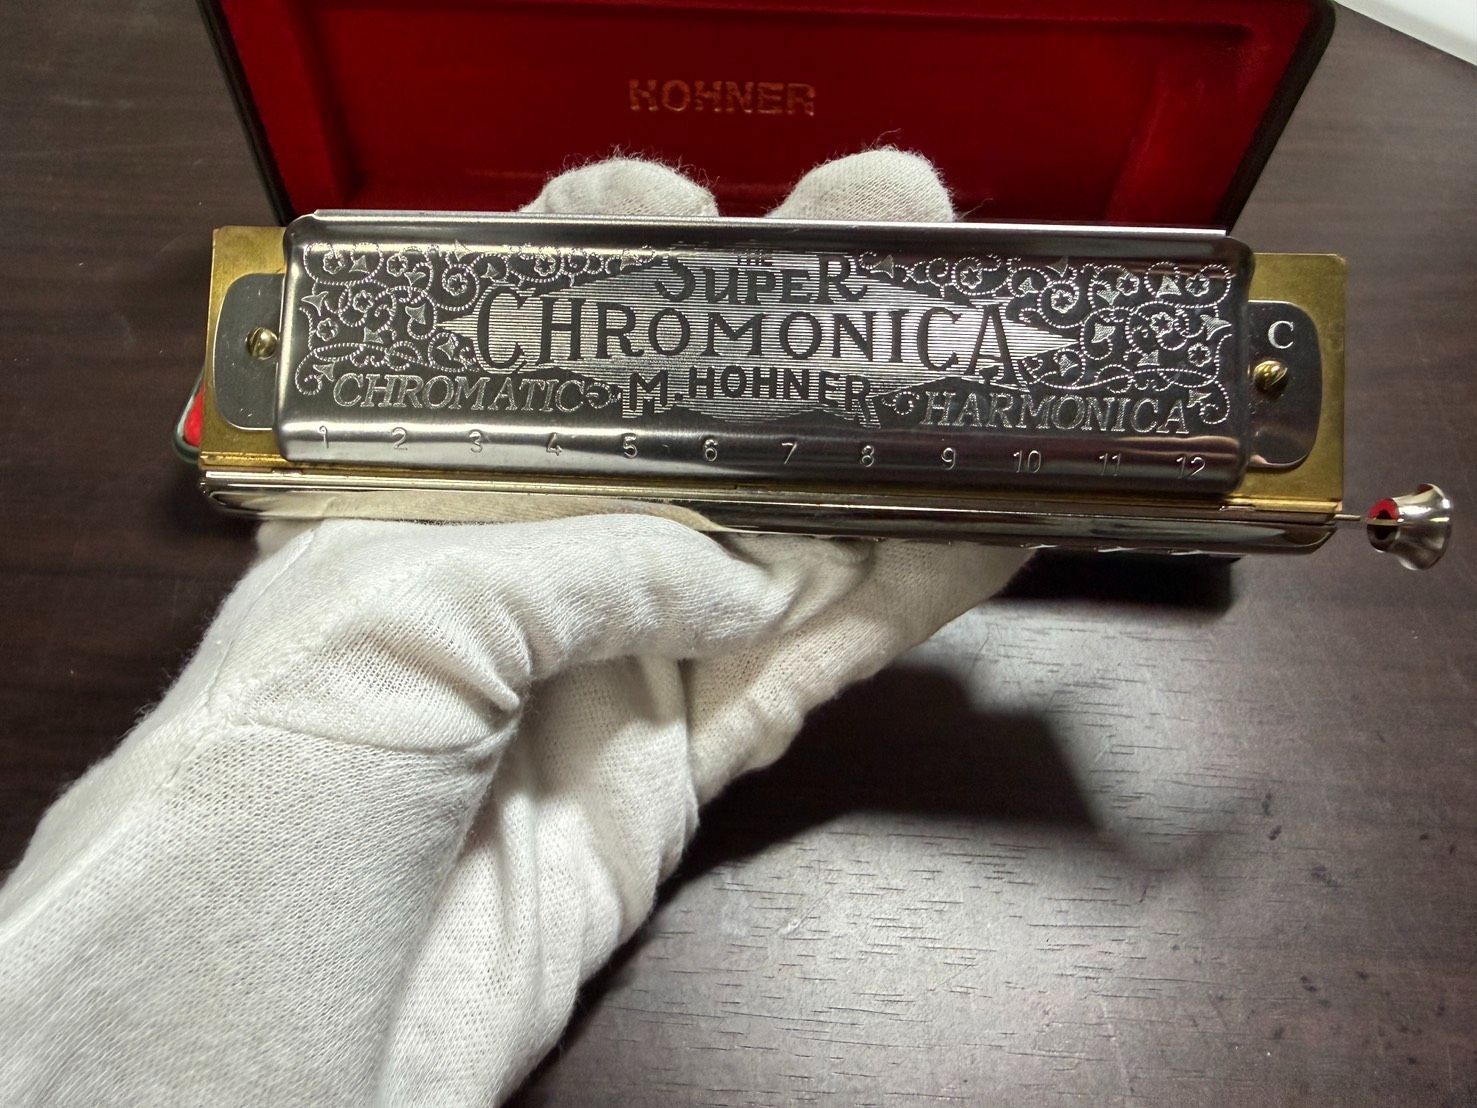 HOHNER
THE
SUPER
CHROMONICA
C
CHROMATIC M. HOHNER HARMONICA
1 2 3 4 5 6 7 8 9 10 11 12